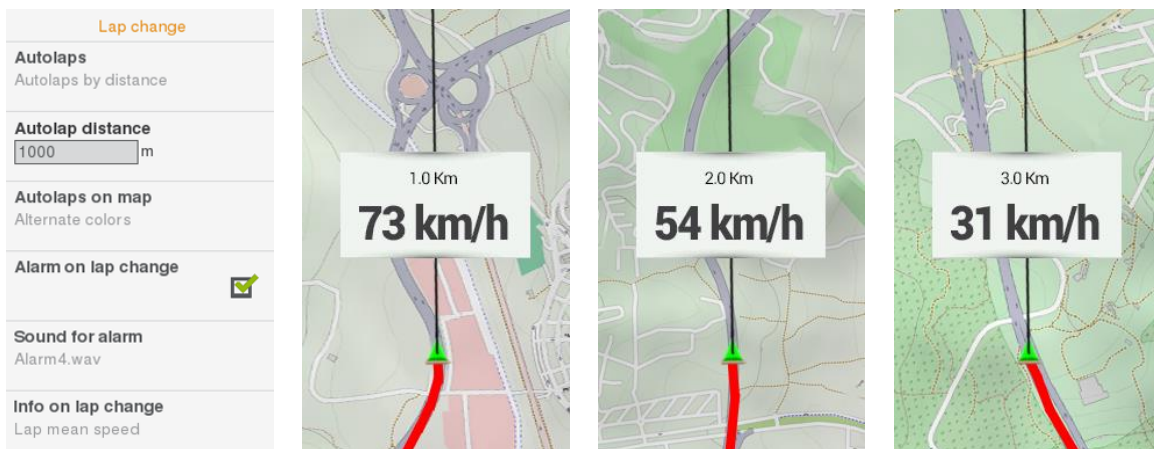 Lap change
Autolaps
Autolaps by distance
Autolap distance
1000 m
Autolaps on map
Alternate colors
Alarm on lap change
Sound for alarm
Alarm4.wav
Info on lap change
Lap mean speed
1.0 Km
73 km/h
2.0 Km
54 km/h
3.0 Km
31 km/h